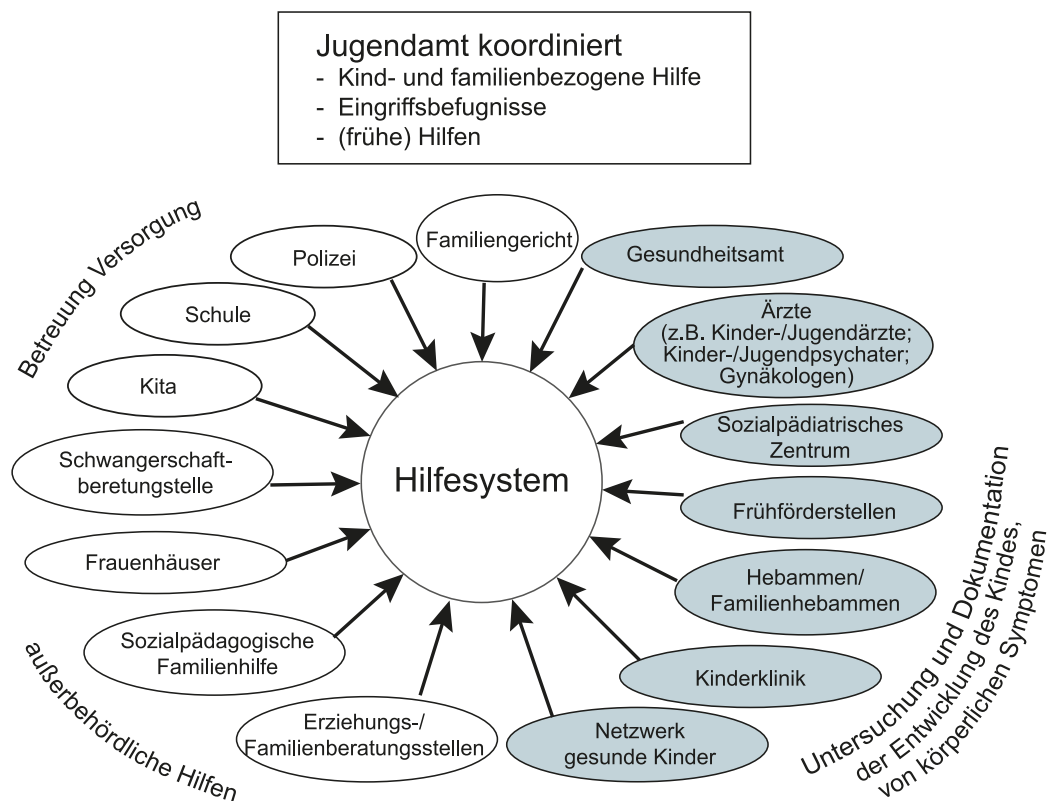 Jugendamt koordiniert
- Kind- und familienbezogene Hilfe
- Eingriffsbefugnisse
- (frühe) Hilfen
Betreuung Versorgung
Familiengericht
Polizei
Gesundheitsamt
Schule
Ärzte
(z.B. Kinder-/Jugendärzte;
Kinder-/Jugendpsychater;
Gynäkologen)
Kita
Sozialpädiatrisches
Zentrum
Schwangerschaft-
beretungstelle
Hilfesystem
Frühförderstellen
Frauenhäuser
Hebammen/
Familienhebammen
Sozialpädagogische
Familienhilfe
Kinderklinik
Erziehungs-/
Familienberatungsstellen
Netzwerk
gesunde Kinder
außerbehördliche Hilfen
Untersuchung und Dokumentation
der Entwicklung des Kindes,
von körperlichen Symptomen